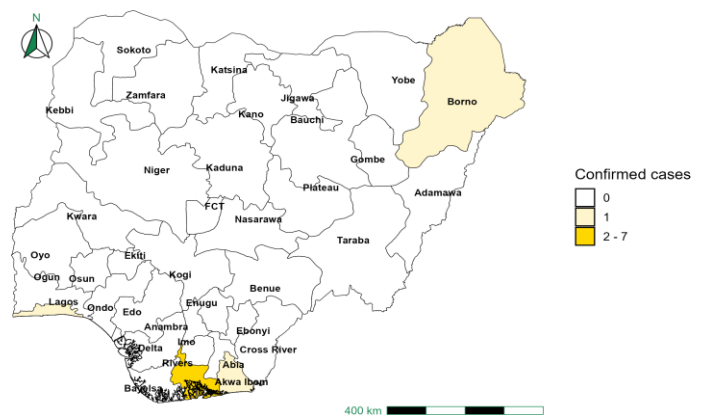 N
Sokoto
Katsina
Yobe
Zamfara
Jigawa
Borno
Kebbi
Kano
Bauchi
Gombe
Niger
Kaduna
Plateau
Adamawa
FCT
Nasarawa
Kwara
Taraba
Oyo
Ekiti
Kogi
Ogun
Osun
Benue
Lagos
Ondo
Edo
Enugu
Anambra
Ebonyi
Delta
Imo
Cross River
Rivers
Abia
Bayelsa
Akwa Ibom
Confirmed cases
0
1
2 - 7
400 km